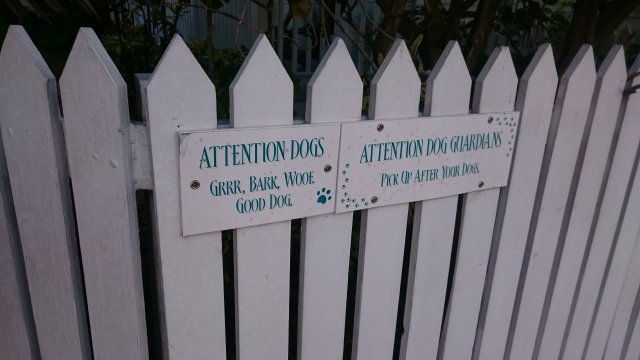 ATTENTION DOGS
GRRR, BARK, WOOF
GOOD DOG.
ATTENTION DOG GUARDIANS
PICK UP AFTER YOUR DOGS.